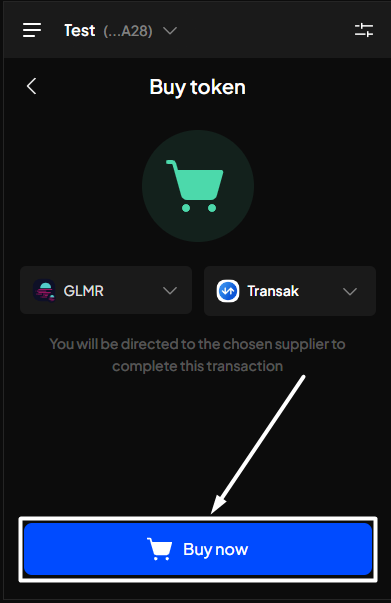 Test (...A28)
Buy token
GLMR
Transak
You will be directed to the chosen supplier to
complete this transaction
Buy now